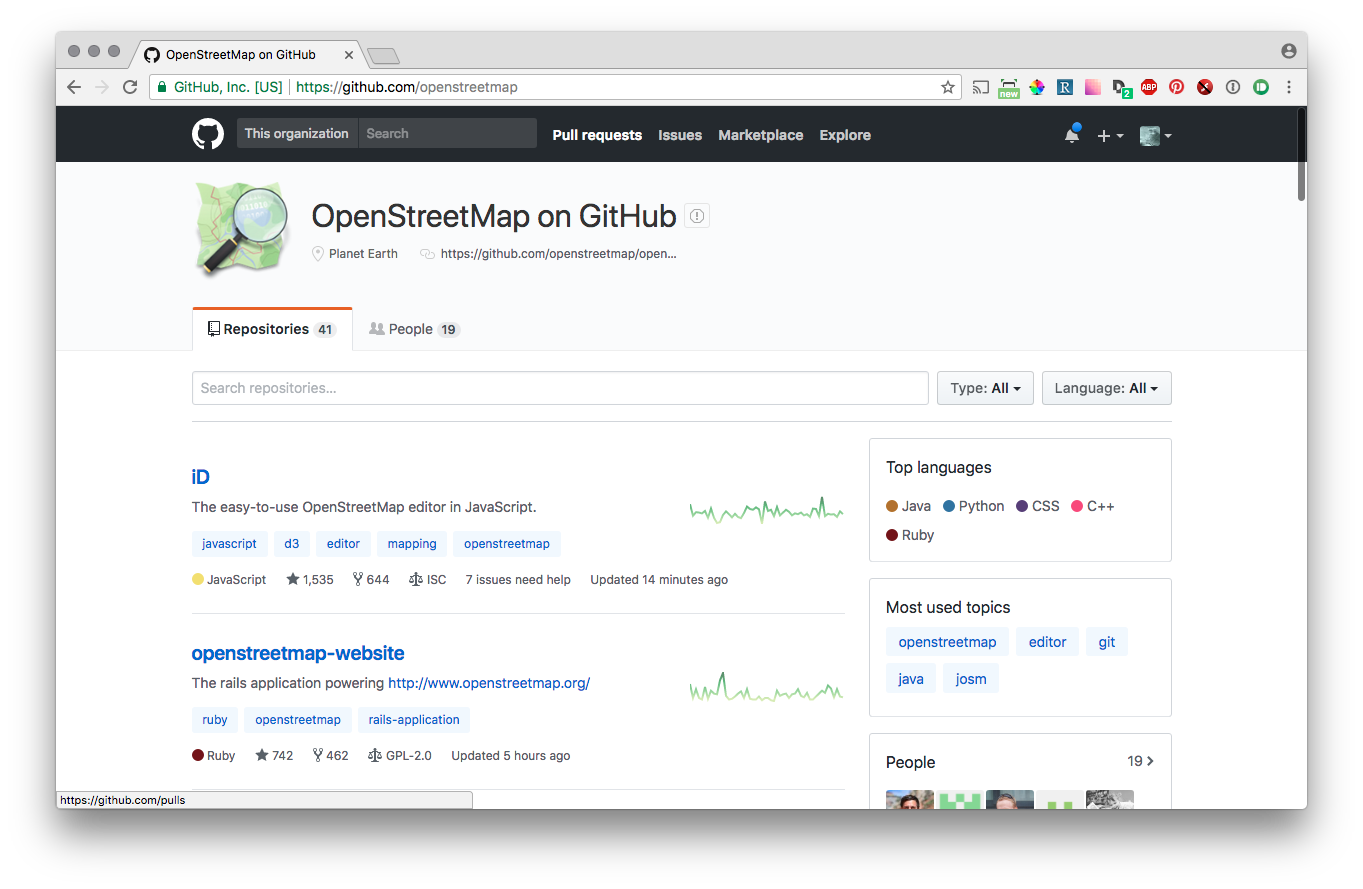 OpenStreetMap on GitHub
GitHub, Inc. [US] https://github.com/openstreetmap
new
R
2
ABP
This organization Search Pull requests Issues Marketplace Explore
OpenStreetMap on GitHub
Planet Earth https://github.com/openstreetmap/open...
Repositories 41 People 19
Search repositories... Type: All Language: All
iD
The easy-to-use OpenStreetMap editor in JavaScript.
javascript d3 editor mapping openstreetmap
JavaScript 1,535 644 ISC 7 issues need help Updated 14 minutes ago
openstreetmap-website
The rails application powering http://www.openstreetmap.org/
ruby openstreetmap rails-application
Ruby 742 462 GPL-2.0 Updated 5 hours ago
Top languages
Java Python CSS C++
Ruby
Most used topics
openstreetmap editor git
java josm
People 19
https://github.com/pulls